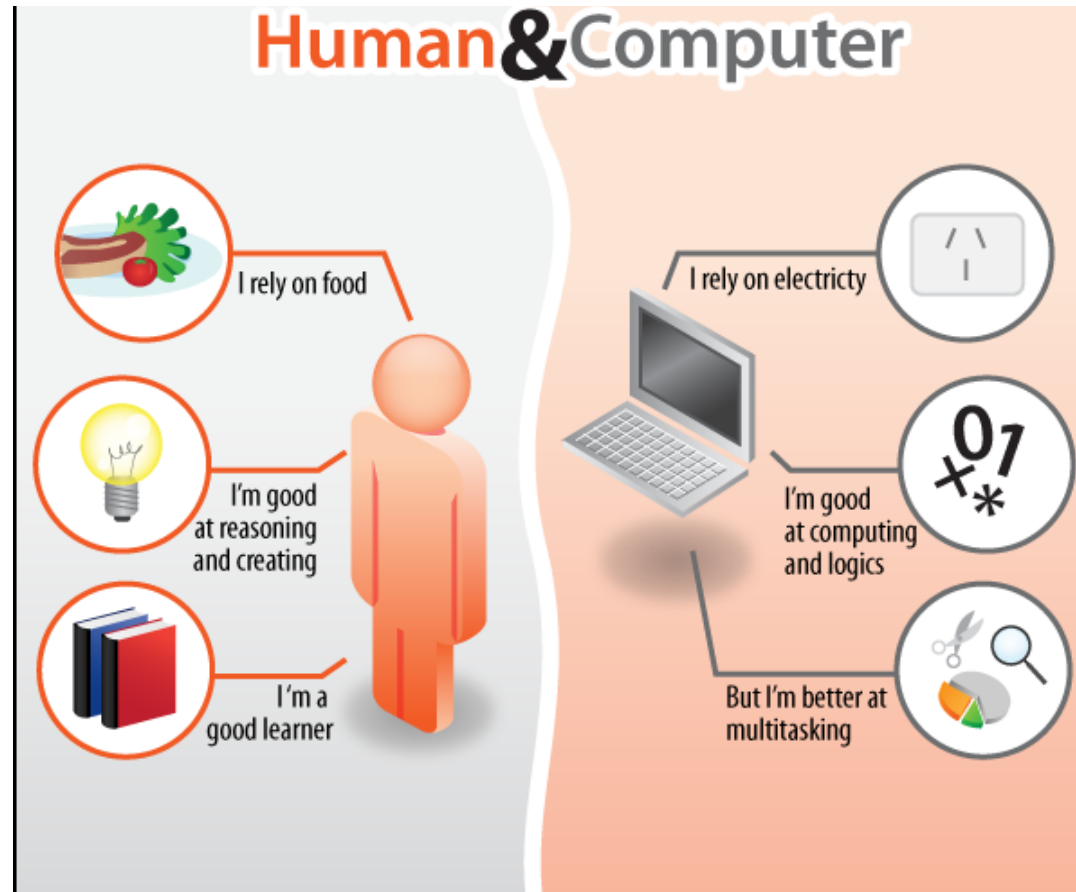 Human&Computer
I rely on food
I'm good
at reasoning
and creating
I 'm a
good learner
I rely on electricty
I'm good
at computing
and logics
01
×*
But I'm better at
multitasking